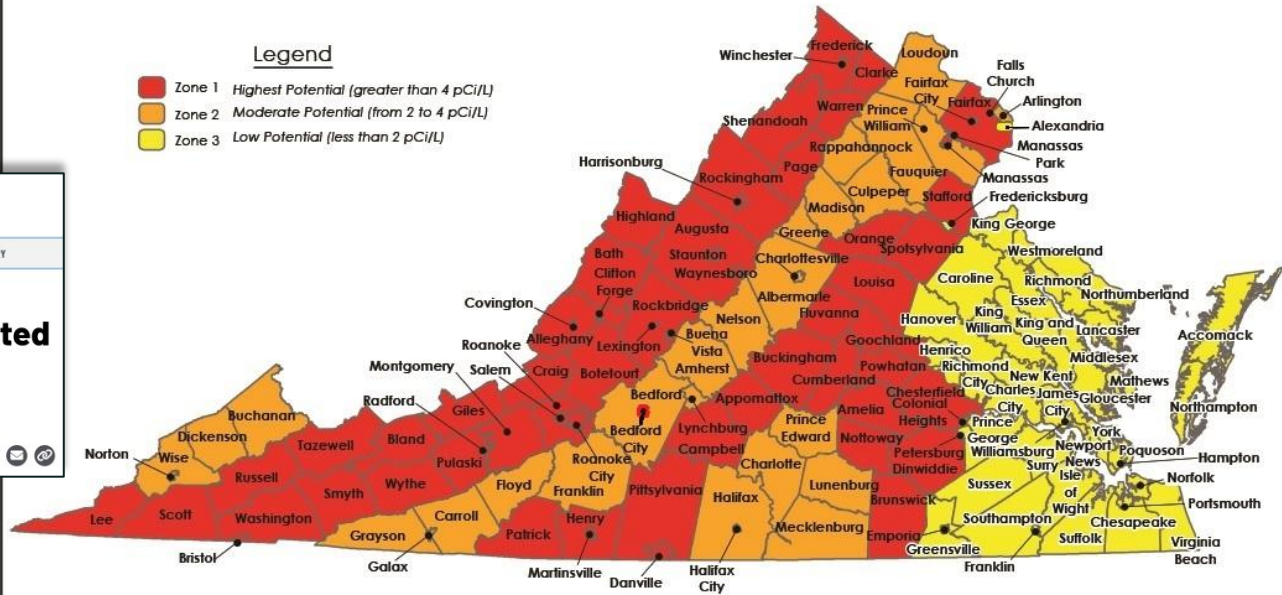 Legend
Zone 1 Highest Potential (greater than 4 pCi/L)
Zone 2 Moderate Potential (from 2 to 4 pCi/L)
Zone 3 Low Potential (less than 2 pCi/L)
Y
ted
Winchester
Frederick
Clarke
Loudoun
Falls
Church
Fairfax
City
Fairfax
Arlington
Alexandria
Warren
Prince
William
Shenandoah
Manassas
Park
Rappahannock
Manassas
Harrisonburg
Page
Fauquier
Rockingham
Culpeper
Stafford
Fredericksburg
Madison
Highland
King George
Augusta
Greene
Orange
Spotsylvania
Westmoreland
Bath
Staunton
Charlottesville
Caroline
Richmond
Clifton
Forge
Waynesboro
Louisa
Essex
Northumberland
Covington
Rockbridge
Albermarle
Fluvanna
Hanover
King
William
King and
Queen
Lancaster
Accomack
Nelson
Alleghany
Lexington
Buena
Vista
Goochland
Henrico
Middlesex
Roanoke
Amherst
Buckingham
Powhatan
Richmond
City
New Kent
Mathews
Montgomery
Salem
Craig
Botetourt
Cumberland
Chesterfield
Charles
City
James
City
Gloucester
Northampton
Radford
Giles
Bedford
Appomattox
Amelia
Colonial
Heights
Prince
George
York
Buchanan
Bedford
City
Lynchburg
Prince
Edward
Nottoway
Petersburg
Williamsburg
Newport
News
Poquoson
Hampton
Dickenson
Tazewell
Bland
Pulaski
Roanoke
City
Campbell
Dinwiddie
Surry
Norton
Wise
Russell
Wythe
Charlotte
Sussex
Isle
of
Wight
Norfolk
Smyth
Floyd
Franklin
Pittsylvania
Halifax
Lunenburg
Brunswick
Portsmouth
Lee
Scott
Washington
Carroll
Henry
Southampton
Chesapeake
Grayson
Patrick
Mecklenburg
Emporia
Suffolk
Virginia
Beach
Bristol
Galax
Martinsville
Danville
Halifax
City
Greensville
Franklin